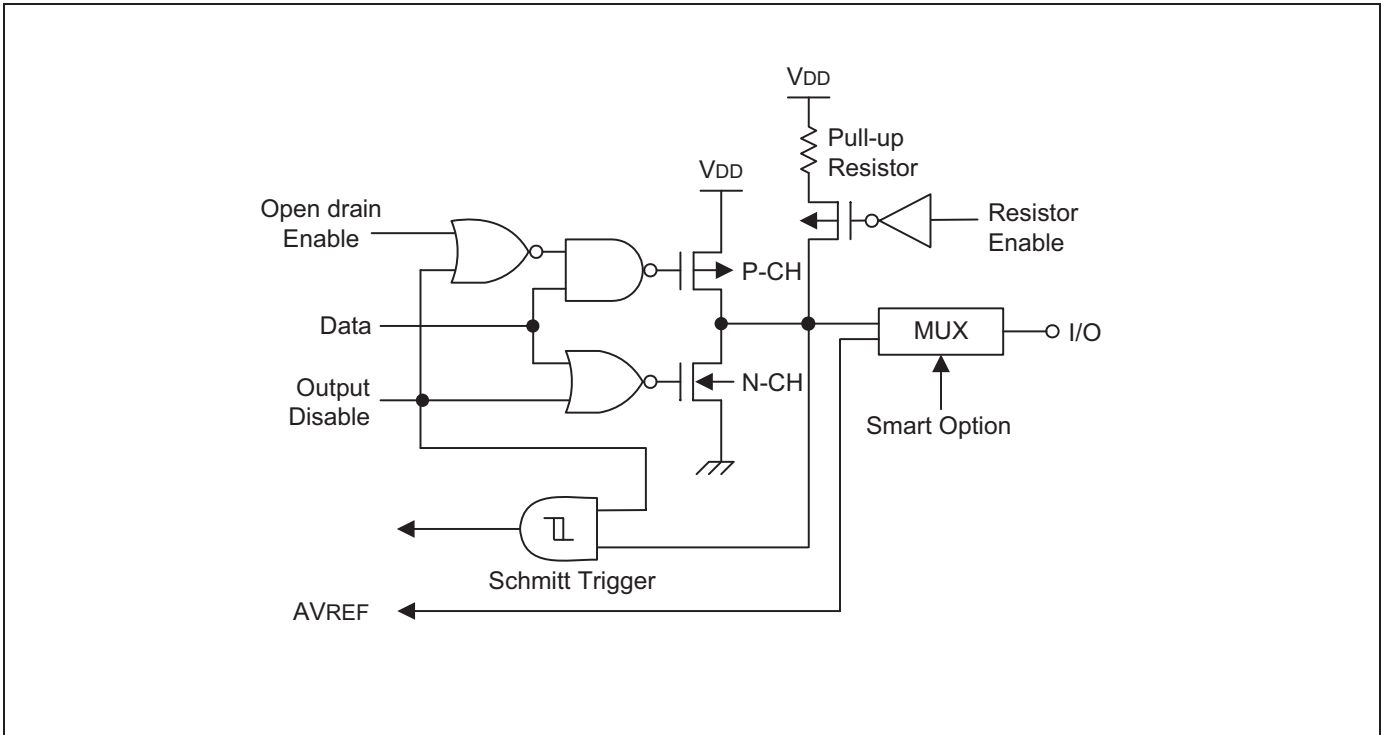 VDD
Pull-up
Resistor
VDD
Open drain
Enable
Resistor
Enable
P-CH
Data
MUX
I/O
N-CH
Output
Disable
Smart Option
Schmitt Trigger
AVREF